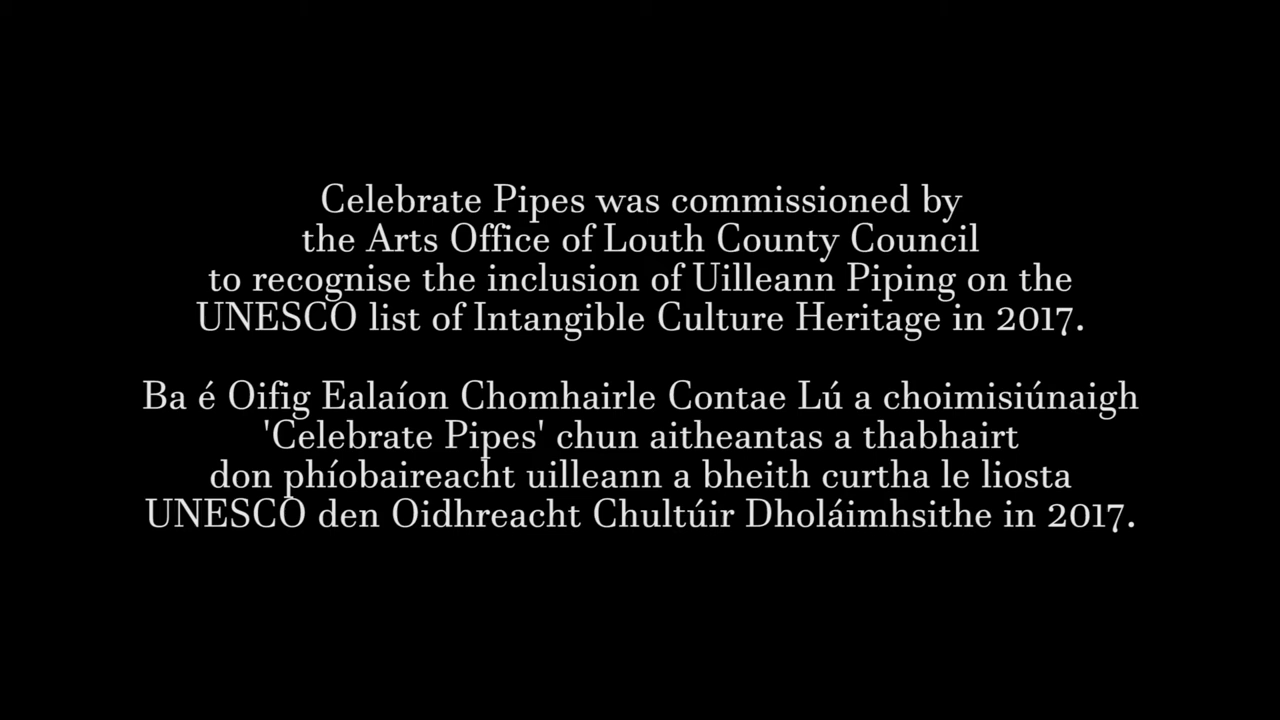 Celebrate Pipes was commissioned by
the Arts Office of Louth County Council
to recognise the inclusion of Uilleann Piping on the
UNESCO list of Intangible Culture Heritage in 2017.
Ba é Oifig Ealaíon Chomhairle Contae Lú a choimisiúnaigh
'Celebrate Pipes' chun aitheantas a thabhairt
don phíobaireacht uilleann a bheith curtha le liosta
UNESCO den Oidhreacht Chultúir Dholáimhsithe in 2017.